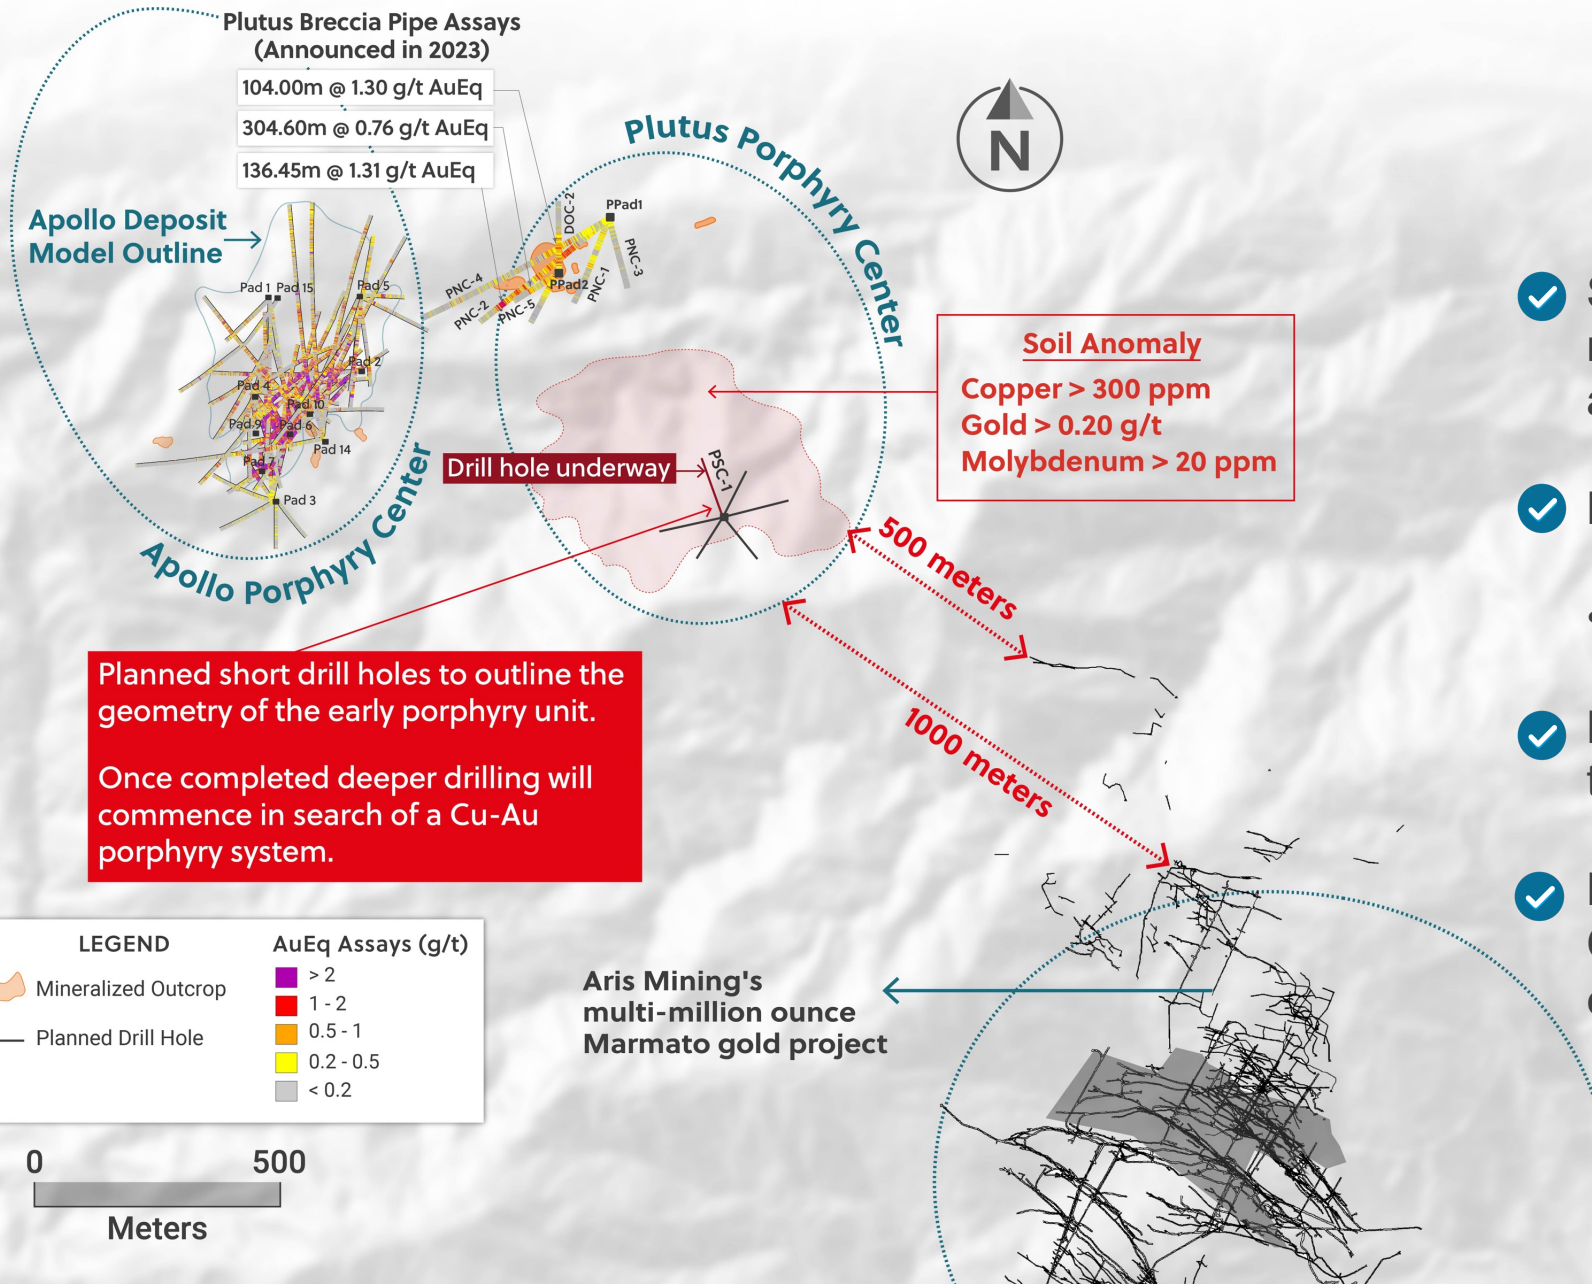 Plutus Breccia Pipe Assays
(Announced in 2023)
104.00m @ 1.30 g/t AuEq
304.60m @ 0.76 g/t AuEq
136.45m @ 1.31 g/t AuEq
Plutus Porphyry Center
N
Apollo Deposit
Model Outline
DOC-2
PPad1
PNC-3
PNC-4
PPad2
PNC-1
PNC-2
PNC-5
Pad 1
Pad 15
Pad 5
Pad 2
Pad 4
Pad 10
Pad 9
Pad 6
Pad 14
Pad 7
Pad 3
Apollo Porphyry Center
Soil Anomaly
Copper > 300 ppm
Gold > 0.20 g/t
Molybdenum > 20 ppm
Drill hole underway
PSC-1
500 meters
1000 meters
Planned short drill holes to outline the
geometry of the early porphyry unit.
Once completed deeper drilling will
commence in search of a Cu-Au
porphyry system.
LEGEND
Mineralized Outcrop
Planned Drill Hole
AuEq Assays (g/t)
> 2
1 - 2
0.5 - 1
0.2 - 0.5
< 0.2
Aris Mining's
multi-million ounce
Marmato gold project
0 500
Meters